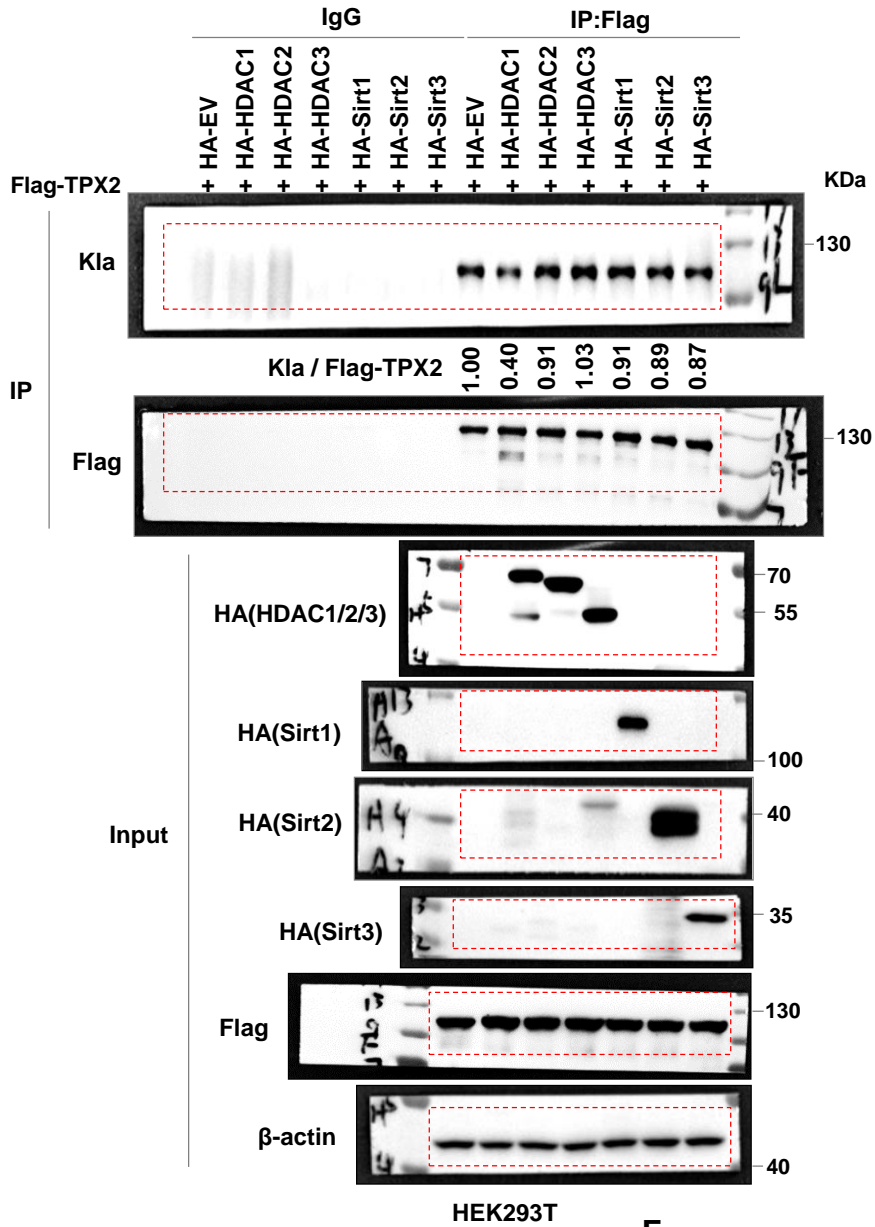 IgG IP:Flag
HA-EV HA-HDAC1 HA-HDAC2 HA-HDAC3 HA-Sirt1 HA-Sirt2 HA-Sirt3 HA-EV HA-HDAC1 HA-HDAC2 HA-HDAC3 HA-Sirt1 HA-Sirt2 HA-Sirt3
Flag-TPX2 + + + + + + + + + + + + + + KDa
Kla 130
Kla / Flag-TPX2 1.00 0.40 0.91 1.03 0.91 0.89 0.87
IP
Flag 130
HA(HDAC1/2/3) 70
55
HA(Sirt1)
100
HA(Sirt2) 40
Input
HA(Sirt3) 35
Flag 130
β-actin
40
HEK293T